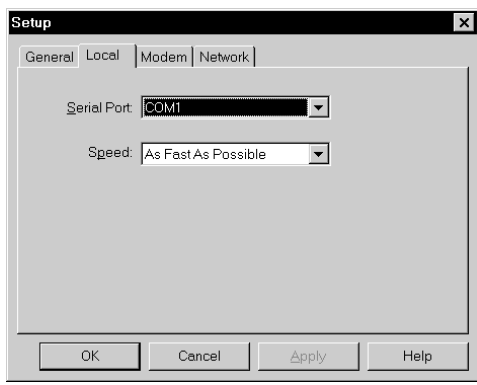 Setup
General Local Modem Network
Serial Port: COM1
Speed: As Fast As Possible
OK Cancel Apply Help